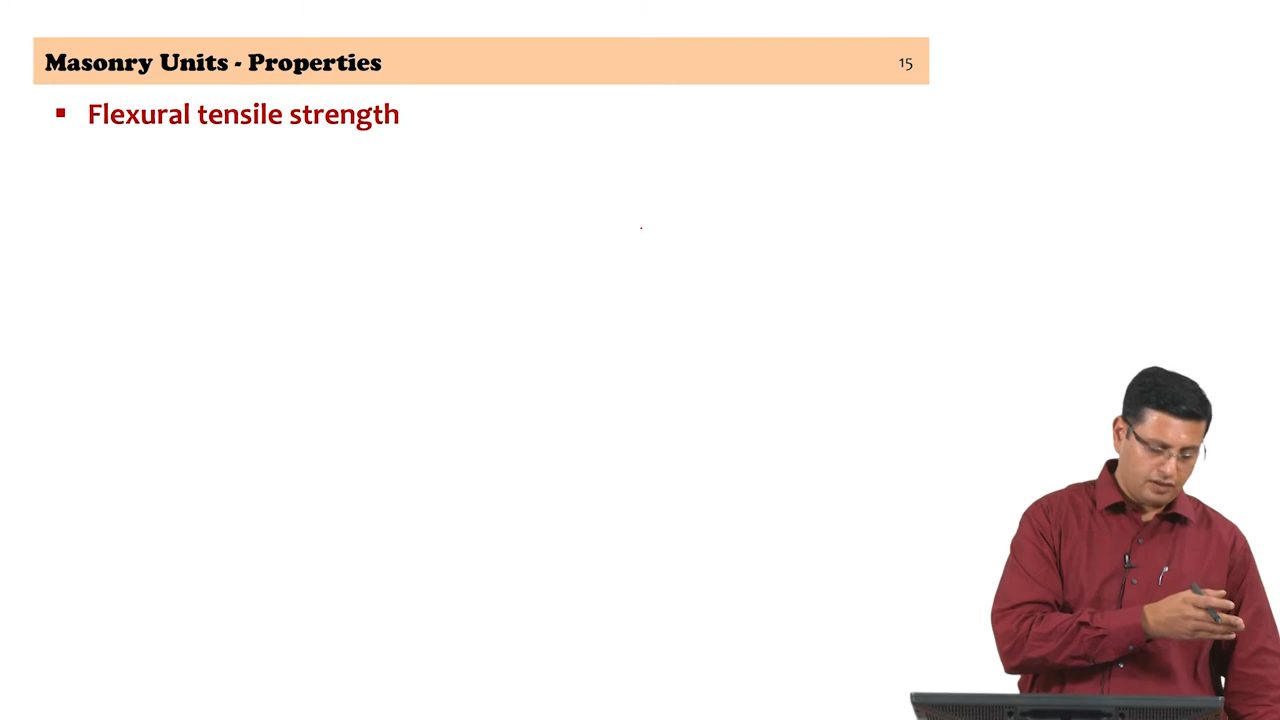 Masonry Units - Properties 15
▪ Flexural tensile strength